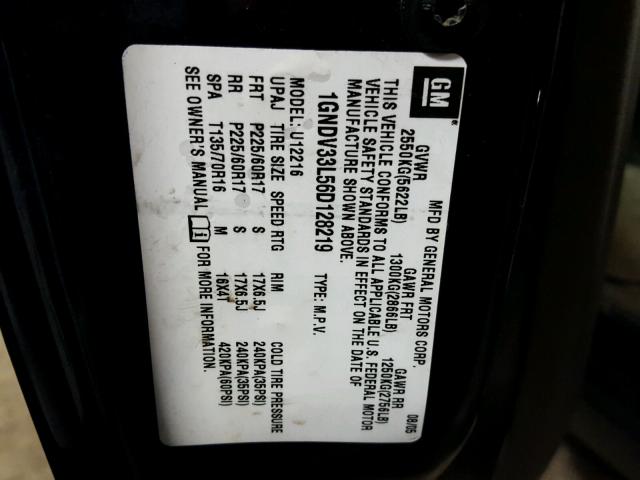 GM ®
MFD BY GENERAL MOTORS CORP. 08/05
GVWR GAWR FRT GAWR RR
2550KG(5622LB) 1300KG(2866LB) 1250KG(2756LB)
THIS VEHICLE CONFORMS TO ALL APPLICABLE U.S. FEDERAL MOTOR
VEHICLE SAFETY STANDARDS IN EFFECT ON THE DATE OF
MANUFACTURE SHOWN ABOVE.
1GNDV33L56D128219 TYPE: M.P.V.
MODEL: U12216
UPAJ TIRE SIZE SPEED RTG RIM COLD TIRE PRESSURE
FRT P225/60R17 S 17X6.5J 240KPA(35PSI)
RR P225/60R17 S 17X6.5J 240KPA(35PSI)
SPA T135/70R16 M 16X4T 420KPA(60PSI)
SEE OWNER'S MANUAL FOR MORE INFORMATION.